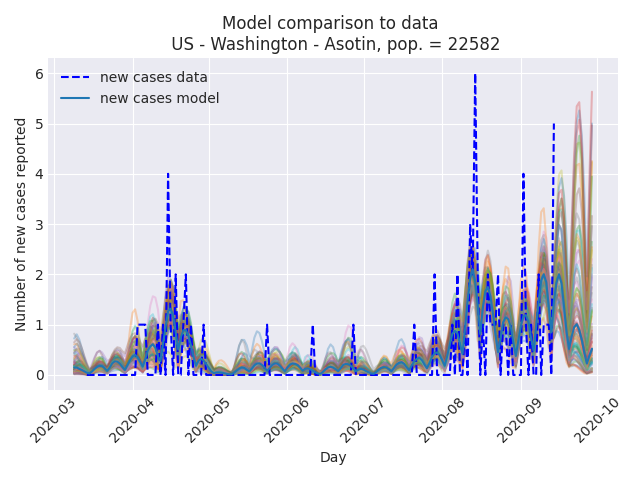 Model comparison to data
US - Washington - Asotin, pop. = 22582
new cases data
new cases model
Number of new cases reported
6
5
4
3
2
1
0
2020-03
2020-04
2020-05
2020-06
2020-07
2020-08
2020-09
2020-10
Day